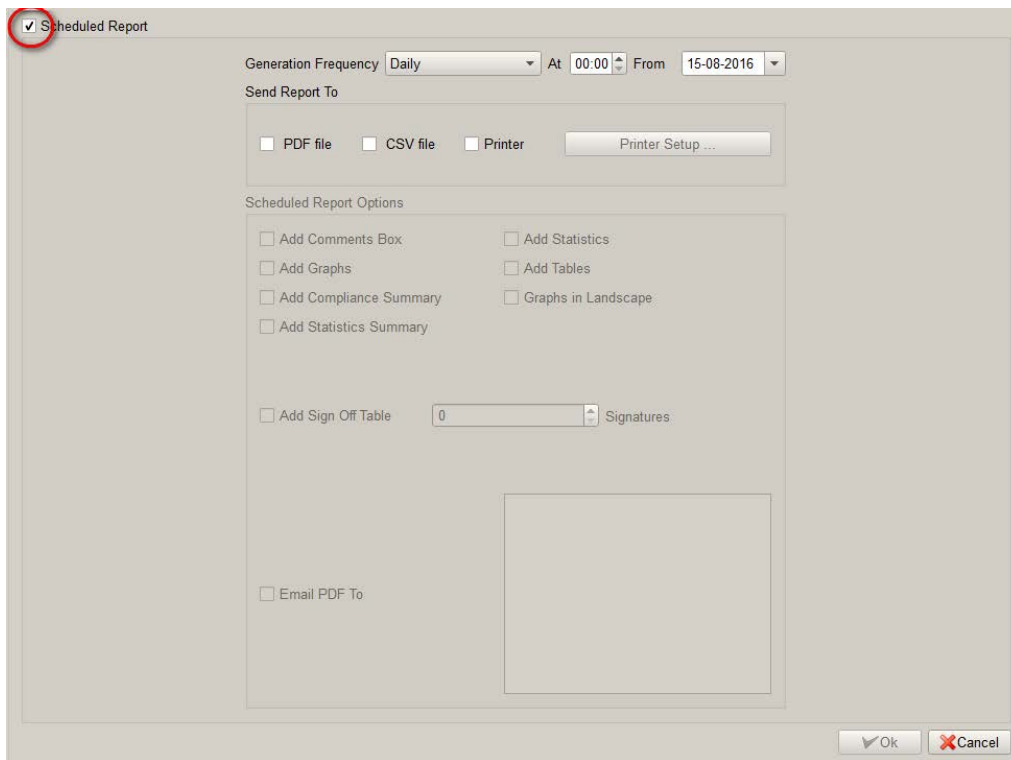 Scheduled Report
Generation Frequency Daily At 00:00 From 15-08-2016
Send Report To
PDF file CSV file Printer Printer Setup ...
Scheduled Report Options
Add Comments Box Add Statistics
Add Graphs Add Tables
Add Compliance Summary Graphs in Landscape
Add Statistics Summary
Add Sign Off Table 0 Signatures
Email PDF To
Ok Cancel